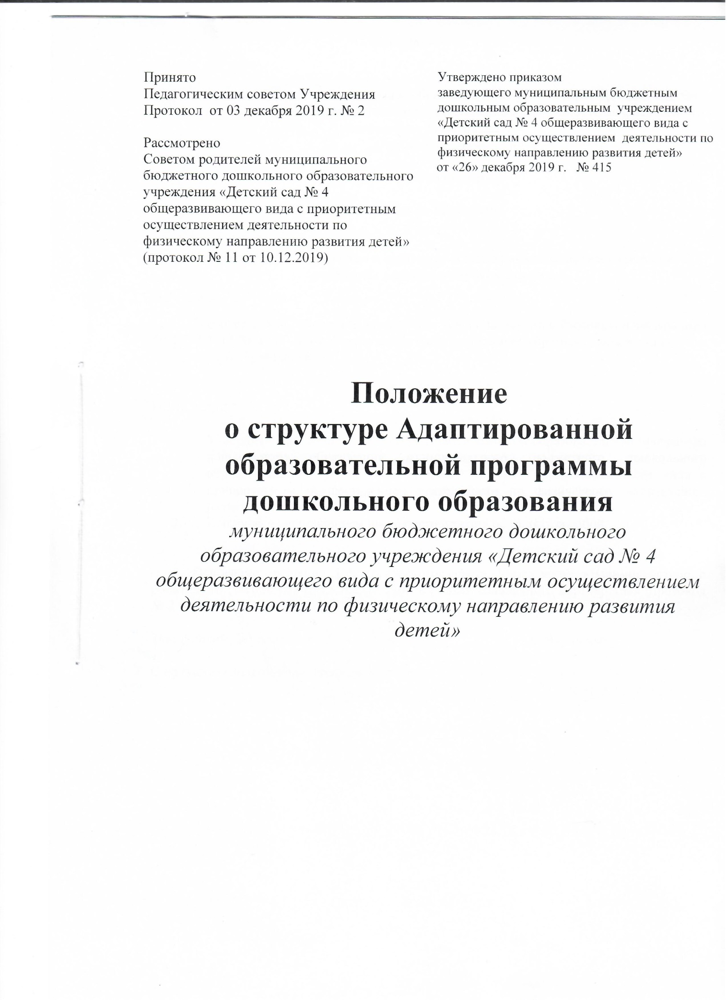 Принято
Педагогическим советом Учреждения
Протокол от 03 декабря 2019 г. № 2
Рассмотрено
Советом родителей муниципального
бюджетного дошкольного образовательного
учреждения «Детский сад № 4
общеразвивающего вида с приоритетным
осуществлением деятельности по
физическому направлению развития детей»
(протокол № 11 от 10.12.2019)
Утверждено приказом
заведующего муниципальным бюджетным
дошкольным образовательным учреждением
«Детский сад № 4 общеразвивающего вида с
приоритетным осуществлением деятельности по
физическому направлению развития детей»
от «26» декабря 2019 г. № 415
Положение
о структуре Адаптированной
образовательной программы
дошкольного образования
муниципального бюджетного дошкольного
образовательного учреждения «Детский сад № 4
общеразвивающего вида с приоритетным осуществлением
деятельности по физическому направлению развития
детей»